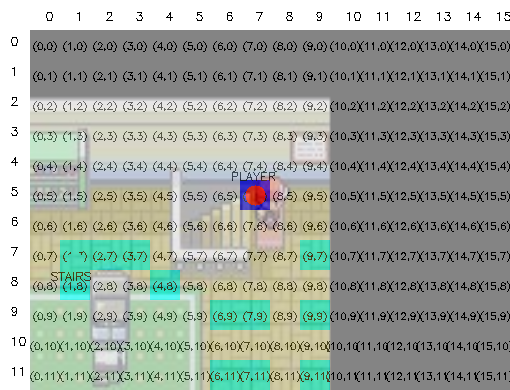 0 1 2 3 4 5 6 7 8 9 10 11 12 13 14 15
0 (0,0) (1,0) (2,0) (3,0) (4,0) (5,0) (6,0) (7,0) (8,0) (9,0) (10,0) (11,0) (12,0) (13,0) (14,0) (15,0)
1 (0,1) (1,1) (2,1) (3,1) (4,1) (5,1) (6,1) (7,1) (8,1) (9,1) (10,1) (11,1) (12,1) (13,1) (14,1) (15,1)
2 (0,2) (1,2) (2,2) (3,2) (4,2) (5,2) (6,2) (7,2) (8,2) (9,2) (10,2) (11,2) (12,2) (13,2) (14,2) (15,2)
3 (0,3) (1,3) (2,3) (3,3) (4,3) (5,3) (6,3) (7,3) (8,3) (9,3) (10,3) (11,3) (12,3) (13,3) (14,3) (15,3)
4 (0,4) (1,4) (2,4) (3,4) (4,4) (5,4) (6,4) (7,4) (8,4) (9,4) (10,4) (11,4) (12,4) (13,4) (14,4) (15,4)
PLAYER
5 (0,5) (1,5) (2,5) (3,5) (4,5) (5,5) (6,5) (8,5) (9,5) (10,5) (11,5) (12,5) (13,5) (14,5) (15,5)
6 (0,6) (1,6) (2,6) (3,6) (4,6) (5,6) (6,6) (7,6) (8,6) (9,6) (10,6) (11,6) (12,6) (13,6) (14,6) (15,6)
7 (0,7) (1,7) (2,7) (3,7) (4,7) (5,7) (6,7) (7,7) (8,7) (9,7) (10,7) (11,7) (12,7) (13,7) (14,7) (15,7)
STAIRS
8 (0,8) (1,8) (2,8) (3,8) (4,8) (5,8) (6,8) (7,8) (8,8) (9,8) (10,8) (11,8) (12,8) (13,8) (14,8) (15,8)
9 (0,9) (1,9) (2,9) (3,9) (4,9) (5,9) (6,9) (7,9) (8,9) (9,9) (10,9) (11,9) (12,9) (13,9) (14,9) (15,9)
10 (0,10) (1,10) (2,10) (3,10) (4,10) (5,10) (6,10) (7,10) (8,10) (9,10) (10,10) (11,10) (12,10) (13,10) (14,10) (15,10)
11 (0,11) (1,11) (2,11) (3,11) (4,11) (5,11) (6,11) (7,11) (8,11) (9,11) (10,11) (11,11) (12,11) (13,11) (14,11) (15,11)